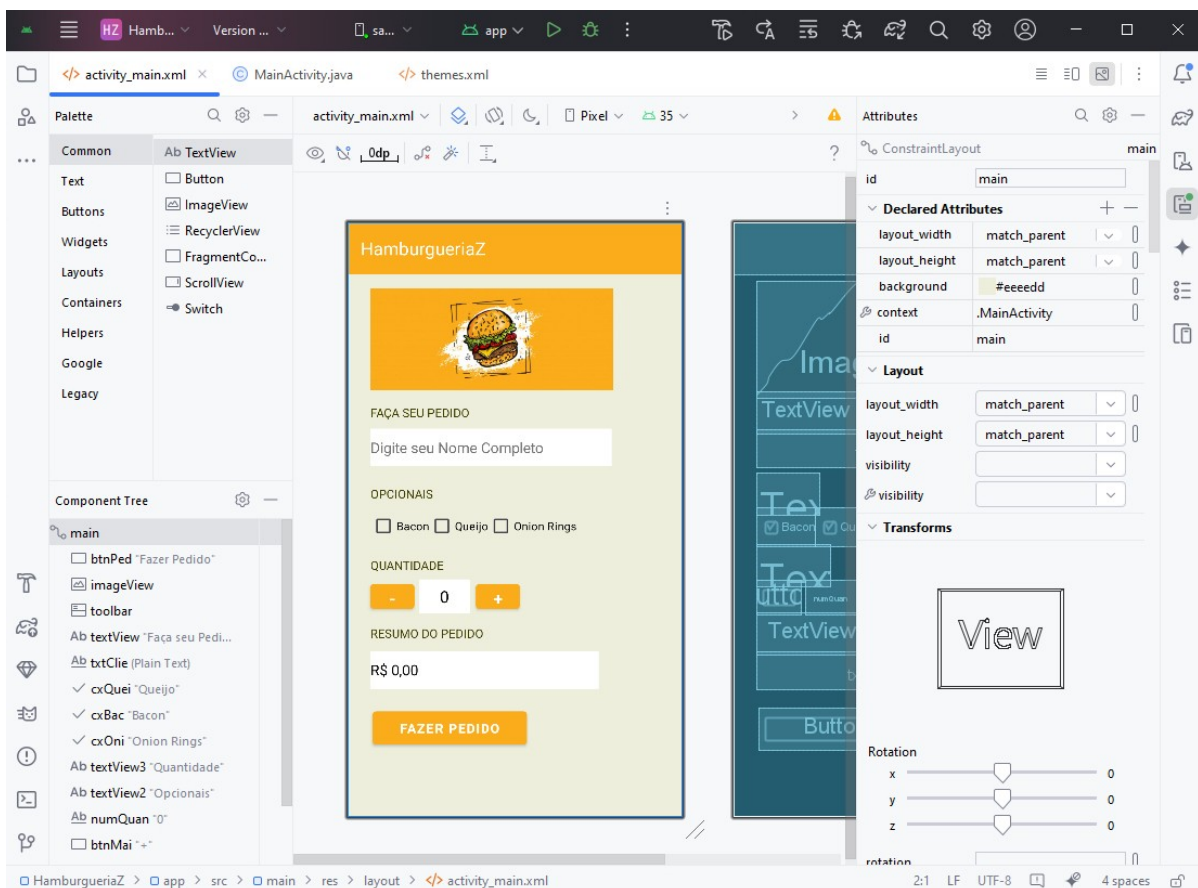 HZ Hamb... Version ... sa... app
activity_main.xml MainActivity.java themes.xml
Palette
Common
Text
Buttons
Widgets
Layouts
Containers
Helpers
Google
Legacy
Ab TextView
Button
ImageView
RecyclerView
FragmentCo...
ScrollView
Switch
Component Tree
main
btnPed "Fazer Pedido"
imageView
toolbar
Ab textView "Faça seu Pedi...
Ab txtClie (Plain Text)
cxQuei "Queijo"
cxBac "Bacon"
cxOni "Onion Rings"
Ab textView3 "Quantidade"
Ab textView2 "Opcionais"
Ab numQuan "0"
btnMai "+"
activity_main.xml Pixel 35
0dp
?
HamburgueriaZ
FAÇA SEU PEDIDO
Digite seu Nome Completo
OPCIONAIS
Bacon Queijo Onion Rings
QUANTIDADE
- 0 +
RESUMO DO PEDIDO
R$ 0,00
FAZER PEDIDO
Imag
TextView
Tex
Bacon Qu
Tex
utto numQuan
TextView
b
Butto
Attributes
ConstraintLayout main
id main
Declared Attributes
layout_width match_parent
layout_height match_parent
background #eeeedd
context .MainActivity
id main
Layout
layout_width match_parent
layout_height match_parent
visibility
visibility
Transforms
View
Rotation
x 0
y 0
z 0
rotation
HamburgueriaZ > app > src > main > res > layout > activity_main.xml
2:1 LF UTF-8 4 spaces